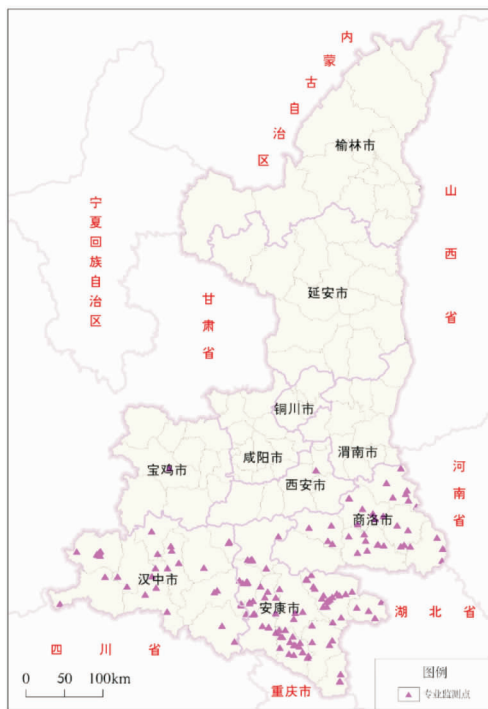 内蒙古自治区
榆林市
宁夏回族自治区
山西省
延安市
甘肃省
铜川市
咸阳市
渭南市
宝鸡市
西安市
河南省
商洛市
汉中市
安康市
湖北省
四川省
重庆市
0 50 100km
图例
专业监测点